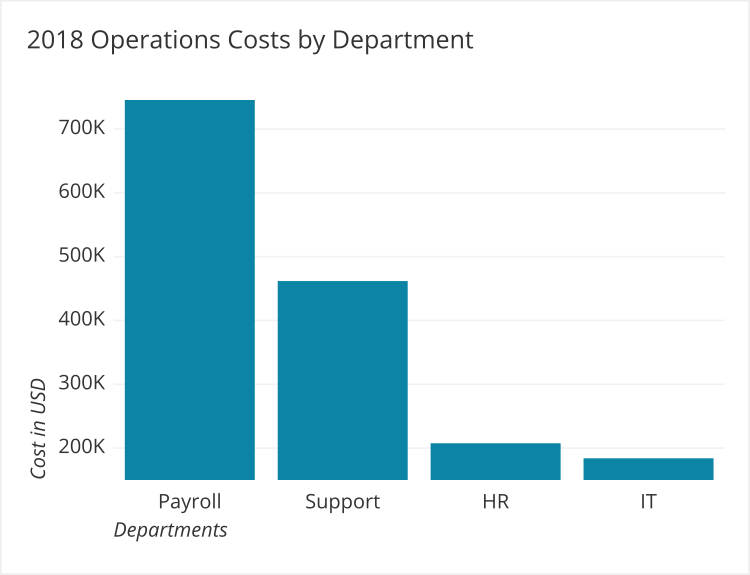 2018 Operations Costs by Department
700K
600K
500K
400K
300K
200K
Cost in USD
Payroll Support HR IT
Departments